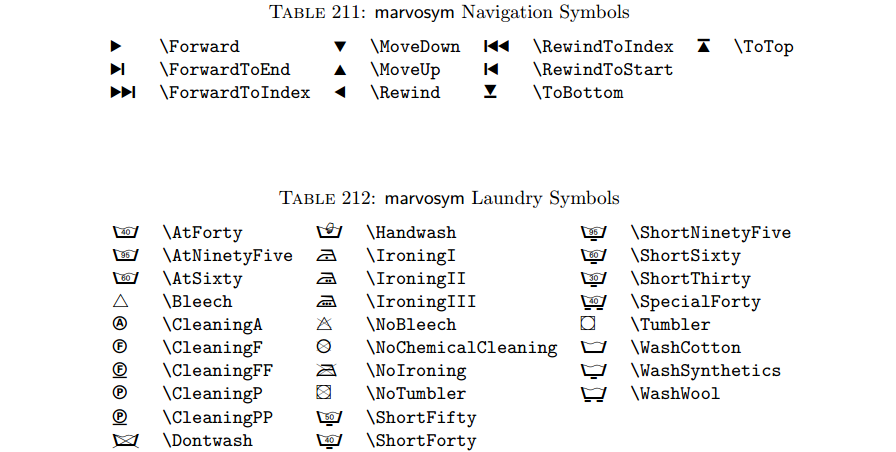 TABLE 211: marvosym Navigation Symbols
▶ \Forward ▼ \MoveDown \RewindToIndex \ToTop
\ForwardToEnd ▲ \MoveUp \RewindToStart
\ForwardToIndex ◀ \Rewind \ToBottom
TABLE 212: marvosym Laundry Symbols
40 \AtForty \Handwash 95 \ShortNinetyFive
95 \AtNinetyFive \IroningI 60 \ShortSixty
60 \AtSixty \IroningII 30 \ShortThirty
\Bleech \IroningIII 40 \SpecialForty
A \CleaningA \NoBleech \Tumbler
F \CleaningF \NoChemicalCleaning \WashCotton
F \CleaningFF \NoIroning \WashSynthetics
P \CleaningP \NoTumbler \WashWool
P \CleaningPP 50 \ShortFifty
\Dontwash 40 \ShortForty